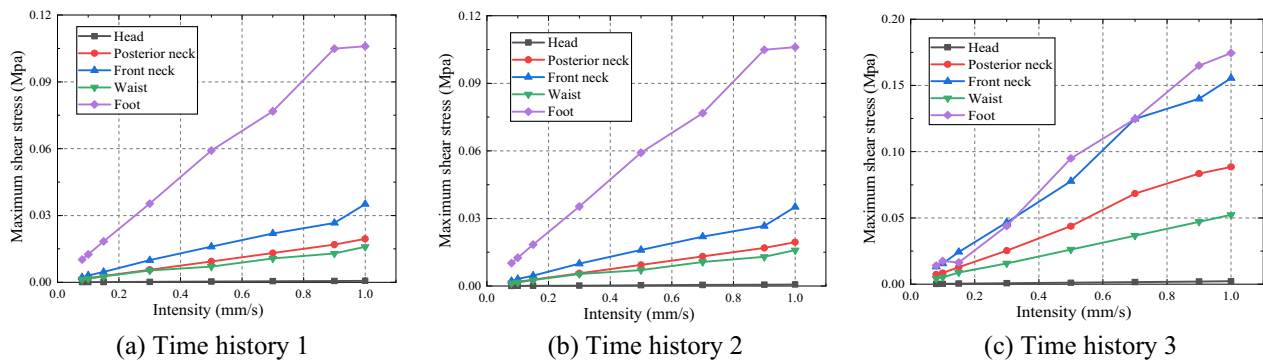 0.12
0.09
0.06
0.03
0.00
Maximum shear stress (Mpa)
Head
Posterior neck
Front neck
Waist
Foot
0.0 0.2 0.4 0.6 0.8 1.0
Intensity (mm/s)
(a) Time history 1
0.12
0.09
0.06
0.03
0.00
Maximum shear stress (Mpa)
Head
Posterior neck
Front neck
Waist
Foot
0.0 0.2 0.4 0.6 0.8 1.0
Intensity (mm/s)
(b) Time history 2
0.20
0.15
0.10
0.05
0.00
Maximum shear stress (Mpa)
Head
Posterior neck
Front neck
Waist
Foot
0.0 0.2 0.4 0.6 0.8 1.0
Intensity (mm/s)
(c) Time history 3